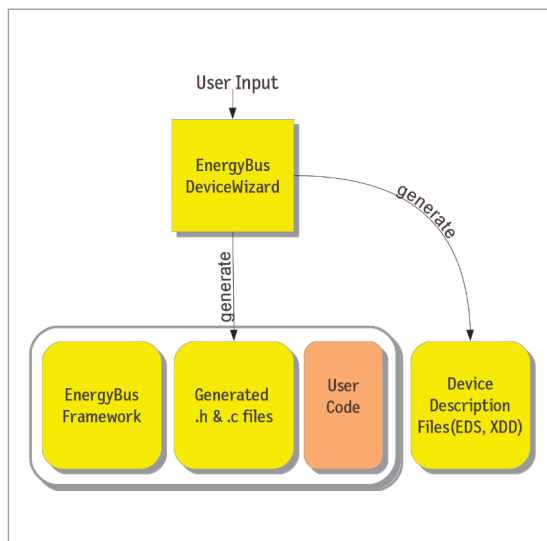 User Input
EnergyBus
DeviceWizard
generate
generate
EnergyBus
Framework
Generated
.h & .c files
User
Code
Device
Description
Files(EDS, XDD)